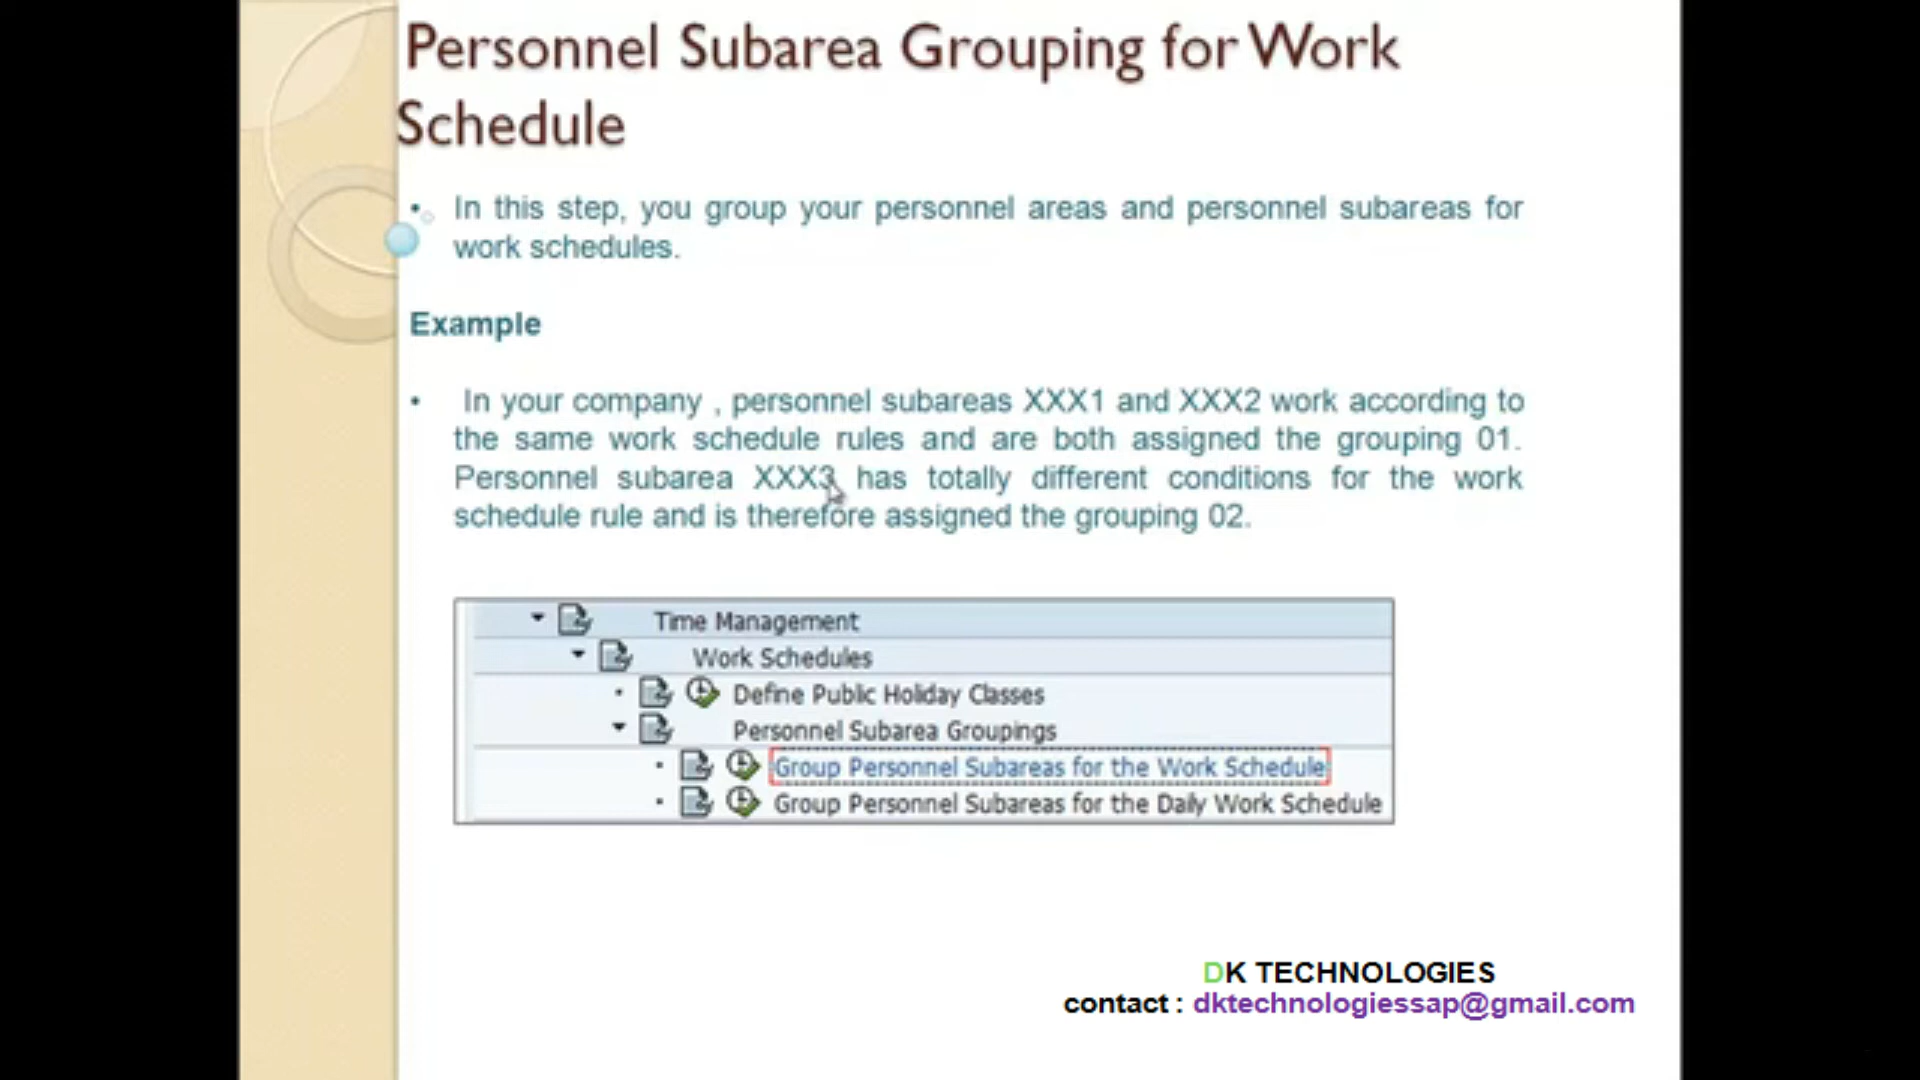 Personnel Subarea Grouping for Work
Schedule
• In this step, you group your personnel areas and personnel subareas for
work schedules.
Example
• In your company , personnel subareas XXX1 and XXX2 work according to
the same work schedule rules and are both assigned the grouping 01.
Personnel subarea XXX3 has totally different conditions for the work
schedule rule and is therefore assigned the grouping 02.
Time Management
Work Schedules
Define Public Holiday Classes
Personnel Subarea Groupings
Group Personnel Subareas for the Work Schedule
Group Personnel Subareas for the Daily Work Schedule
DK TECHNOLOGIES
contact : dktechnologiessap@gmail.com